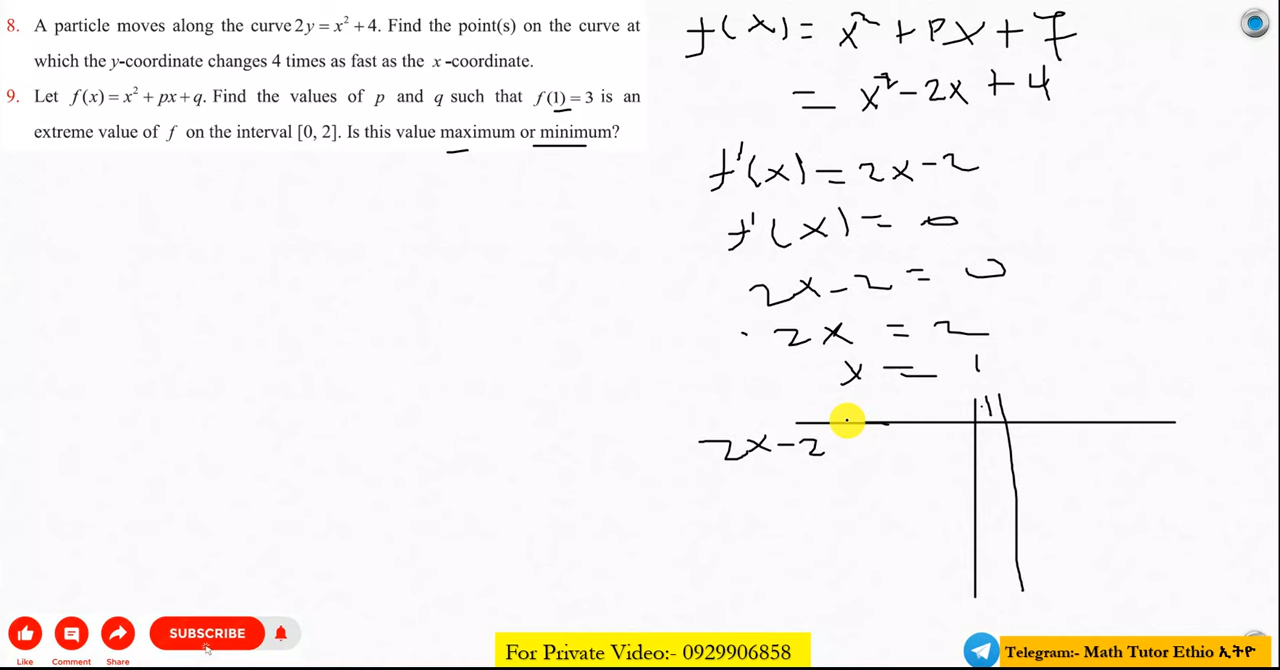 8. A particle moves along the curve 2y = x² + 4. Find the point(s) on the curve at
which the y-coordinate changes 4 times as fast as the x-coordinate.
9. Let f(x) = x² + px + q. Find the values of p and q such that f(1) = 3 is an
extreme value of f on the interval [0, 2]. Is this value maximum or minimum?
f(x) = x² + px + 7
= x² - 2x + 4
f'(x) = 2x - 2
f'(x) = 0
2x - 2 = 0
2x = 2
x = 1
1
2x - 2
Like
Comment
Share
SUBSCRIBE
For Private Video:- 0929906858
Telegram:- Math Tutor Ethio ኢትዮ